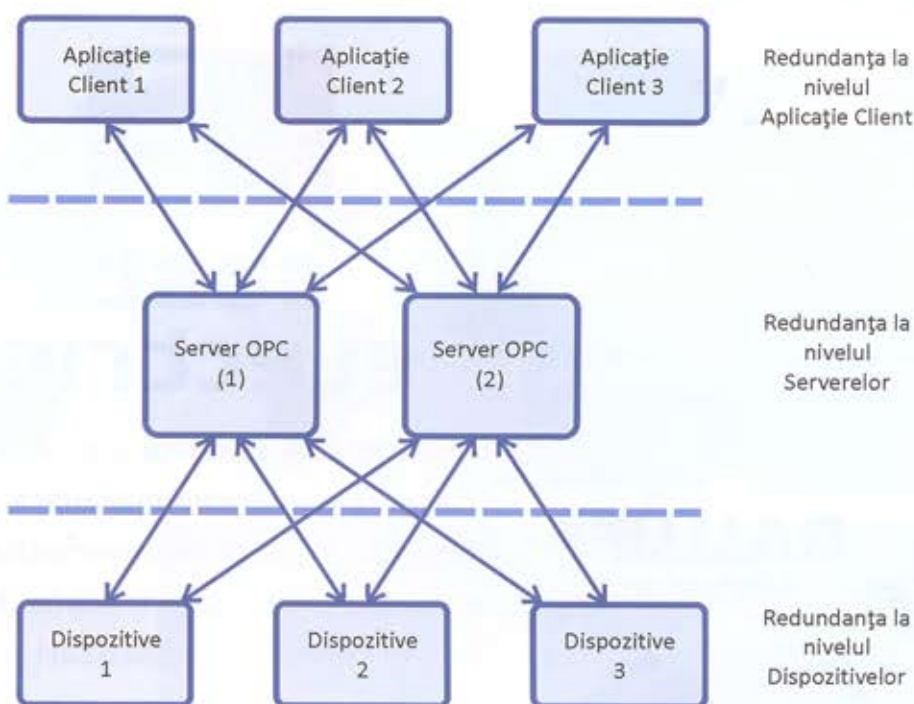 Aplicaţie
Client 1
Aplicaţie
Client 2
Aplicaţie
Client 3
Redundanţa la
nivelul
Aplicaţie Client
Server OPC
(1)
Server OPC
(2)
Redundanţa la
nivelul
Serverelor
Dispozitive
1
Dispozitive
2
Dispozitive
3
Redundanţa la
nivelul
Dispozitivelor